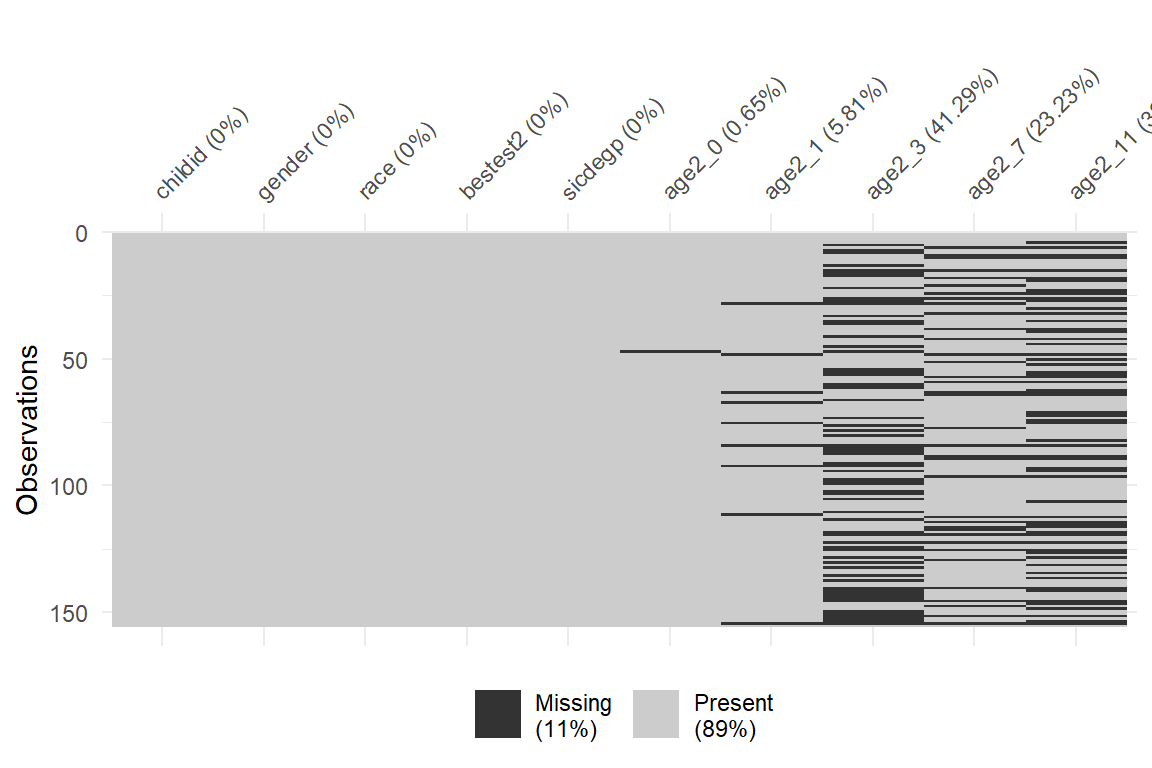 childid (0%)
gender (0%)
race (0%)
bestest2 (0%)
sicdegp (0%)
age2_0 (0.65%)
age2_1 (5.81%)
age2_3 (41.29%)
age2_7 (23.23%)
age2_11
Observations
0
50
100
150
Missing
(11%)
Present
(89%)